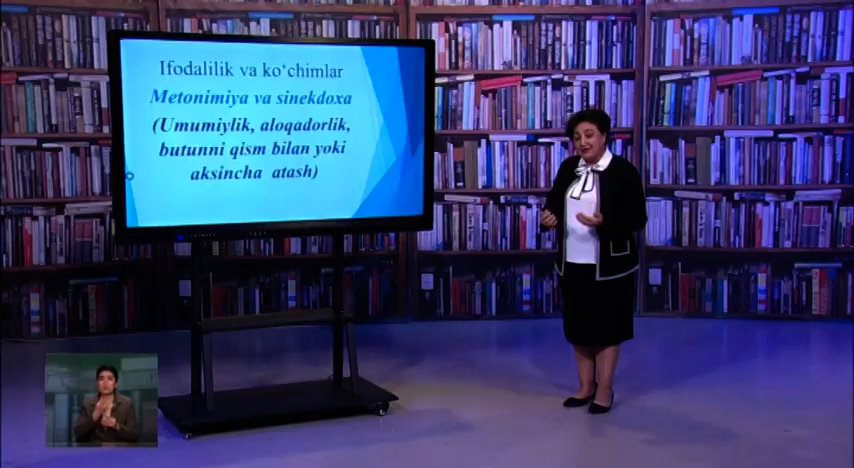 Ifodalilik va ko‘chimlar
Metonimiya va sinekdoxa
(Umumiylik, aloqadorlik,
butunni qism bilan yoki
aksincha atash)